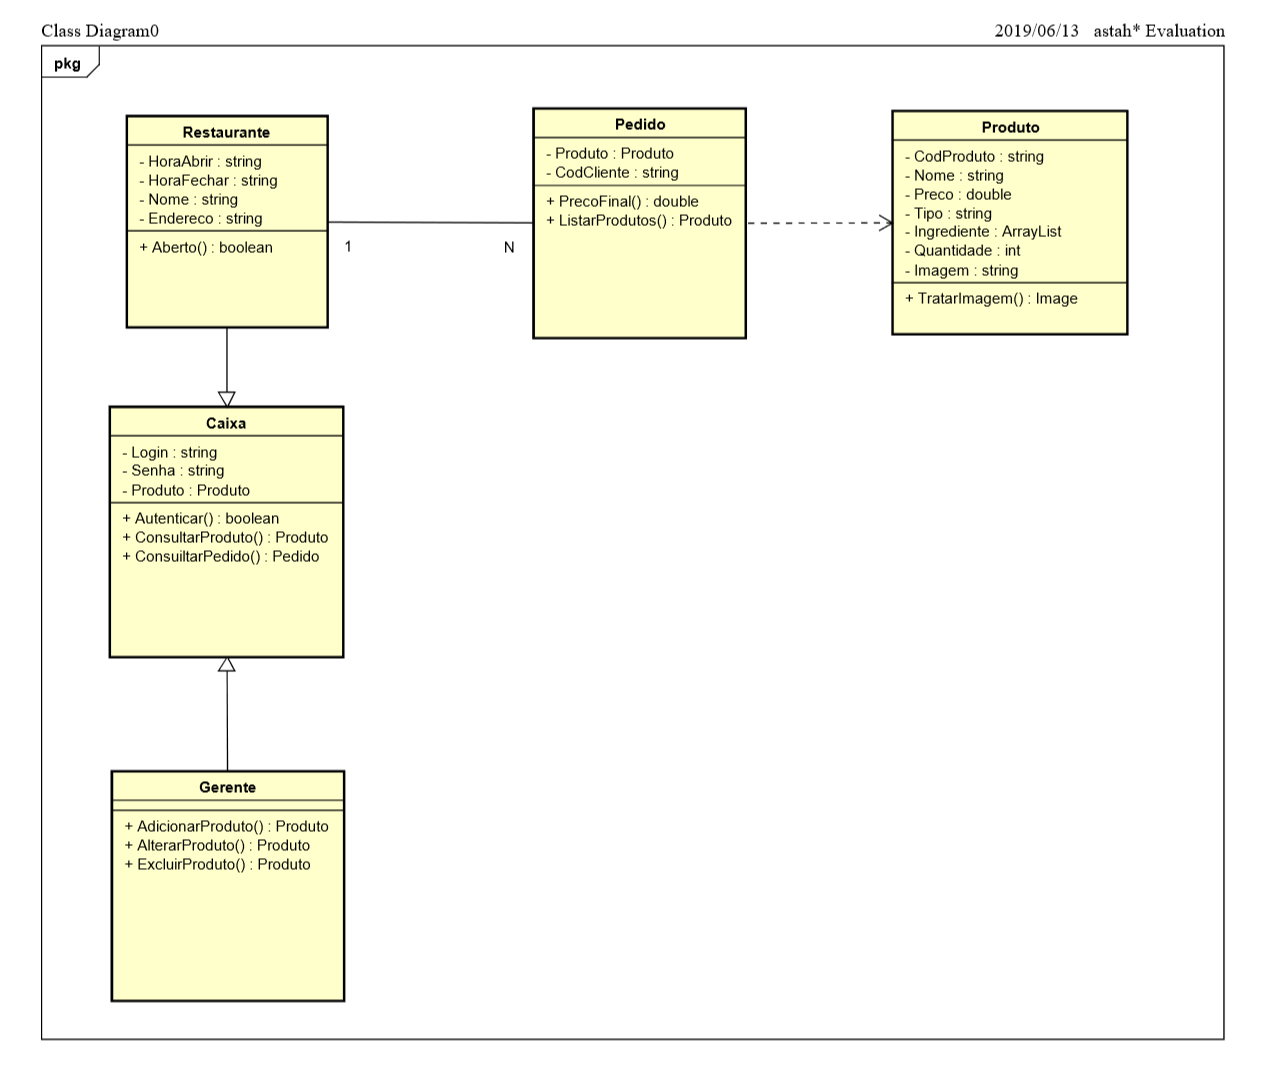 Class Diagram0
2019/06/13 astah* Evaluation
pkg
Restaurante
- HoraAbrir : string
- HoraFechar : string
- Nome : string
- Endereco : string
+ Aberto() : boolean
1
N
Pedido
- Produto : Produto
- CodCliente : string
+ PrecoFinal() : double
+ ListarProdutos() : Produto
Produto
- CodProduto : string
- Nome : string
- Preco : double
- Tipo : string
- Ingrediente : ArrayList
- Quantidade : int
- Imagem : string
+ TratarImagem() : Image
Caixa
- Login : string
- Senha : string
- Produto : Produto
+ Autenticar() : boolean
+ ConsultarProduto() : Produto
+ ConsuiltarPedido() : Pedido
Gerente
+ AdicionarProduto() : Produto
+ AlterarProduto() : Produto
+ ExcluirProduto() : Produto